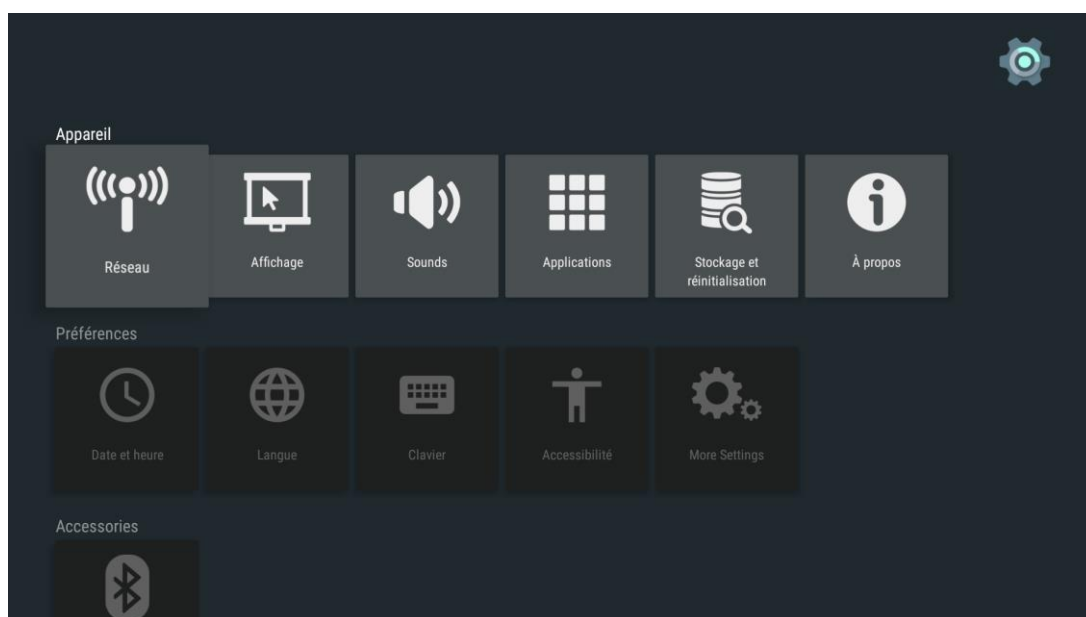 Appareil
Réseau
Affichage
Sounds
Applications
Stockage et
réinitialisation
À propos
Préférences
Date et heure
Langue
Clavier
Accessibilité
More Settings
Accessories